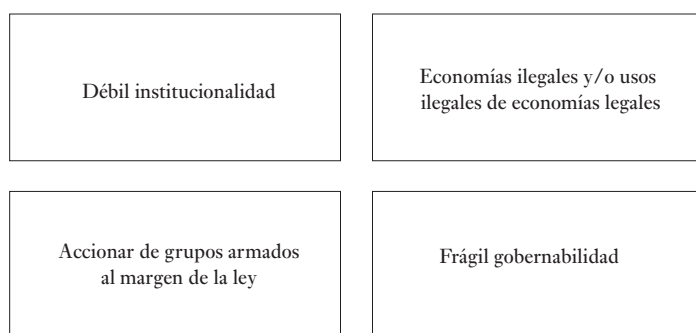 Débil institucionalidad
Economías ilegales y/o usos
ilegales de economías legales
Accionar de grupos armados
al margen de la ley
Frágil gobernabilidad